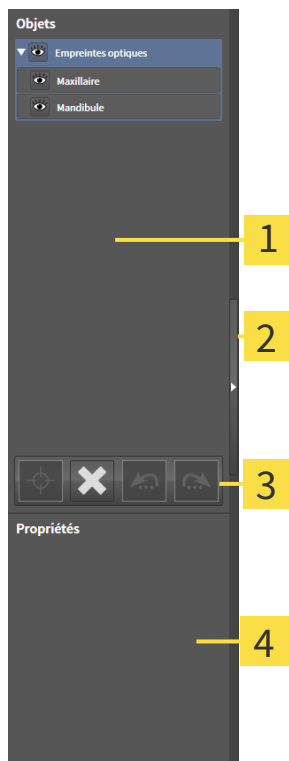 Objets
Empreintes optiques
Maxillaire
Mandibule
1
2
3
Propriétés
4